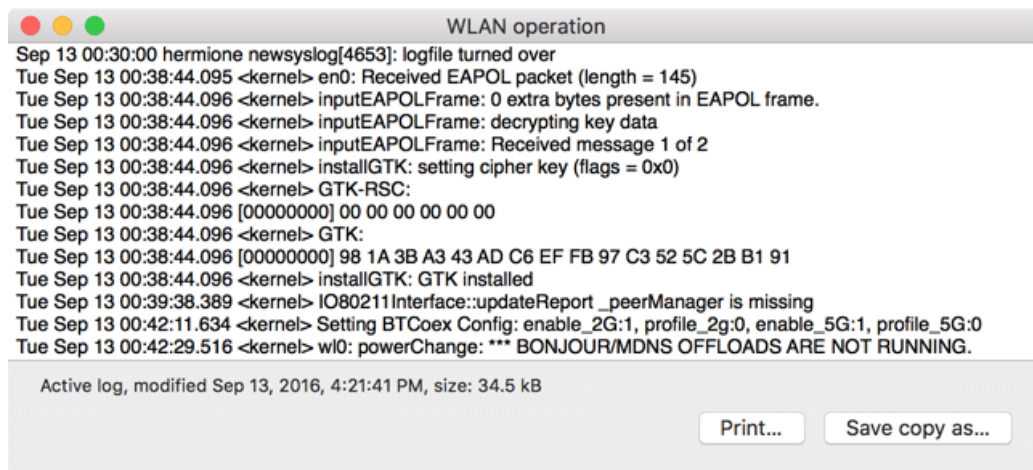 WLAN operation
Sep 13 00:30:00 hermione newsyslog[4653]: logfile turned over
Tue Sep 13 00:38:44.095 <kernel> en0: Received EAPOL packet (length = 145)
Tue Sep 13 00:38:44.096 <kernel> inputEAPOLFrame: 0 extra bytes present in EAPOL frame.
Tue Sep 13 00:38:44.096 <kernel> inputEAPOLFrame: decrypting key data
Tue Sep 13 00:38:44.096 <kernel> inputEAPOLFrame: Received message 1 of 2
Tue Sep 13 00:38:44.096 <kernel> installGTK: setting cipher key (flags = 0x0)
Tue Sep 13 00:38:44.096 <kernel> GTK-RSC:
Tue Sep 13 00:38:44.096 [00000000] 00 00 00 00 00 00
Tue Sep 13 00:38:44.096 <kernel> GTK:
Tue Sep 13 00:38:44.096 [00000000] 98 1A 3B A3 43 AD C6 EF FB 97 C3 52 5C 2B B1 91
Tue Sep 13 00:38:44.096 <kernel> installGTK: GTK installed
Tue Sep 13 00:39:38.389 <kernel> IO80211Interface::updateReport _peerManager is missing
Tue Sep 13 00:42:11.634 <kernel> Setting BTCoex Config: enable_2G:1, profile_2g:0, enable_5G:1, profile_5G:0
Tue Sep 13 00:42:29.516 <kernel> wl0: powerChange: *** BONJOUR/MDNS OFFLOADS ARE NOT RUNNING.
Active log, modified Sep 13, 2016, 4:21:41 PM, size: 34.5 kB
Print... Save copy as...